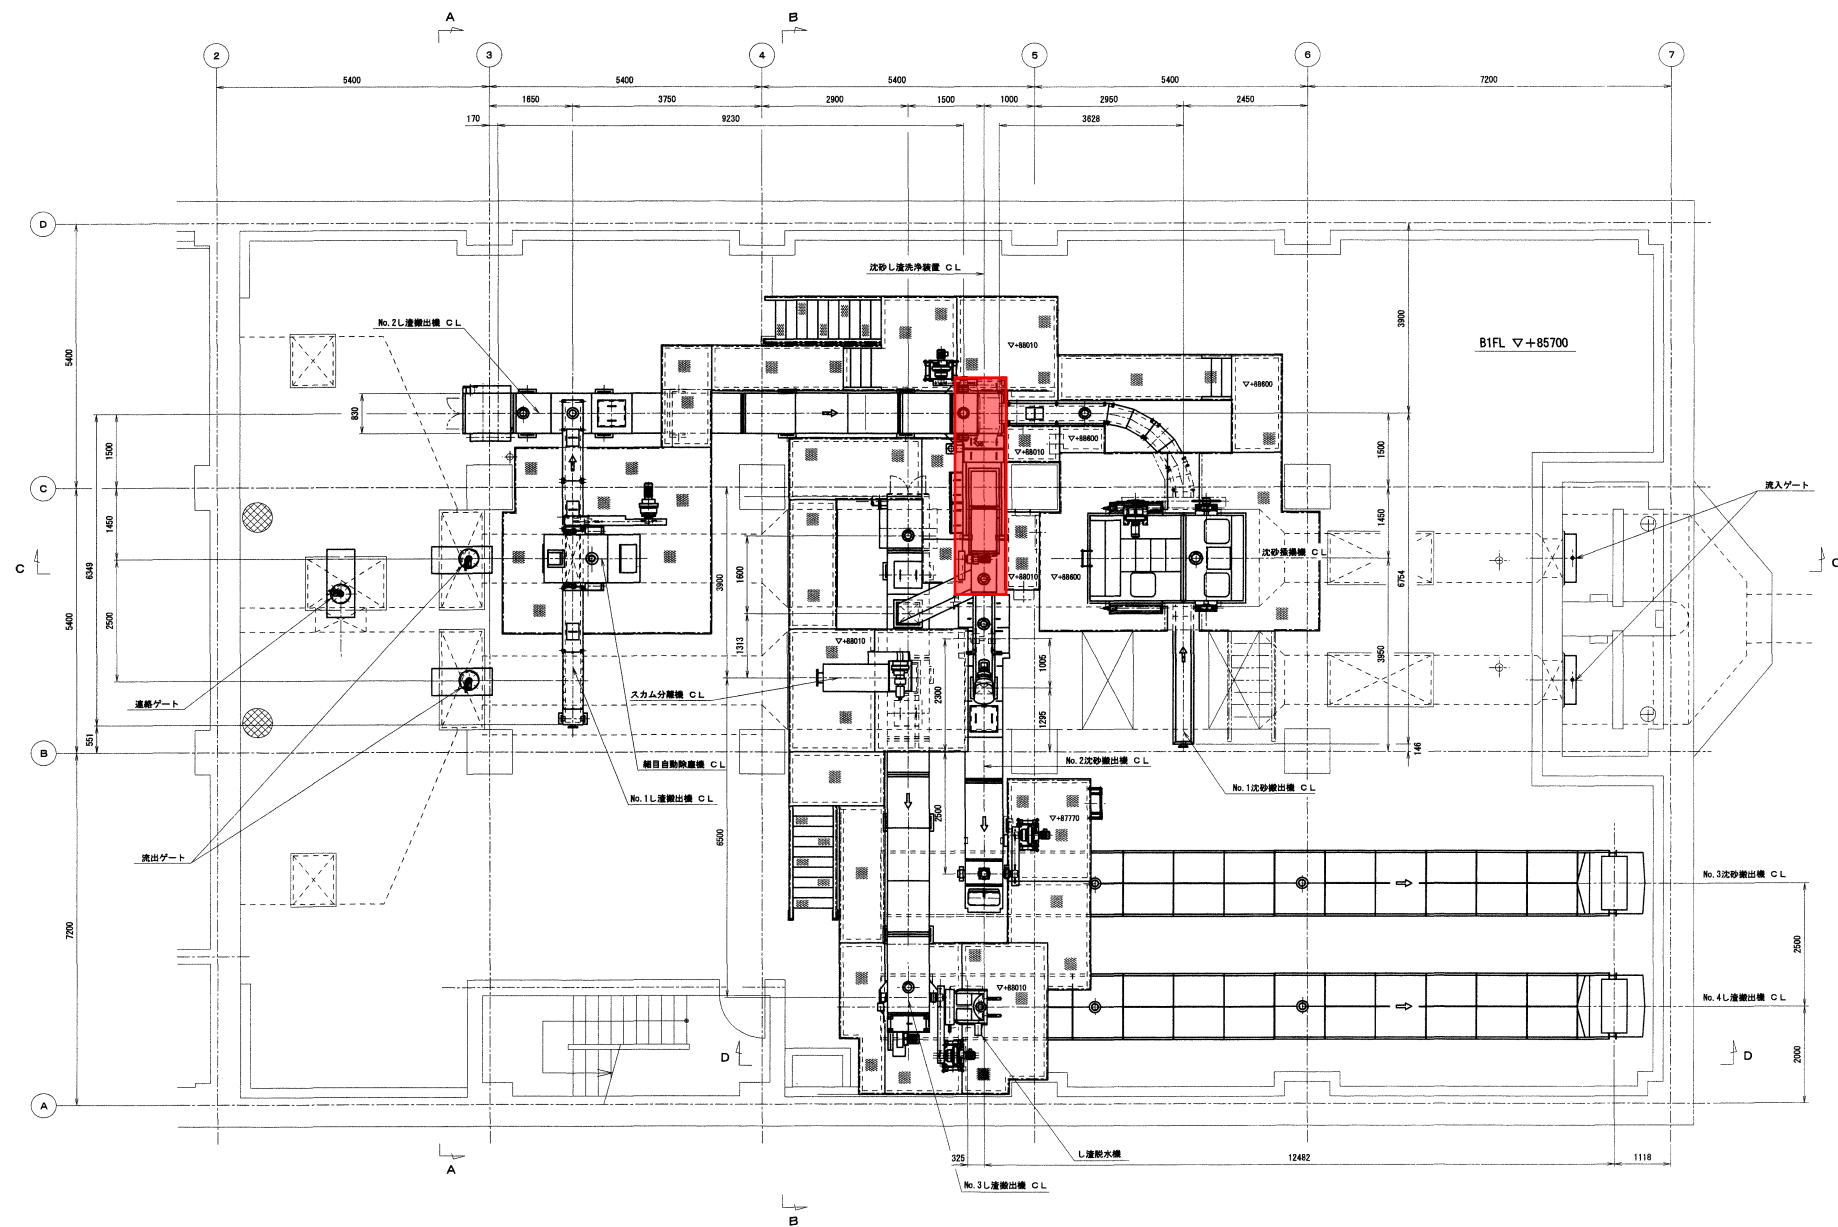 A
B
2
3
4
5
6
7
5400
5400
5400
5400
7200
1650
3750
2900
1500
1000
2950
2450
170
9230
3628
D
沈砂し渣洗浄装置 CL
No.2し渣搬出機 CL
▽+88010
B1FL ▽+85700
3900
5400
▽+88600
830
1500
▽+88600
▽+88010
1500
C
流入ゲート
1450
1450
沈砂掻揚機 CL
C
C
6349
1600
3900
▽+88010
▽+88600
6754
5400
2500
1313
▽+88010
1005
3950
スカム分離機 CL
連絡ゲート
2300
1295
551
146
B
細目自動除塵機 CL
No.2沈砂搬出機 CL
No.1し渣搬出機 CL
No.1沈砂搬出機 CL
2500
▽+87770
6500
流出ゲート
No.3沈砂搬出機 CL
7200
2500
▽+88010
No.4し渣搬出機 CL
D
D
2000
A
し渣脱水機
325
12482
1118
A
No.3し渣搬出機 CL
B